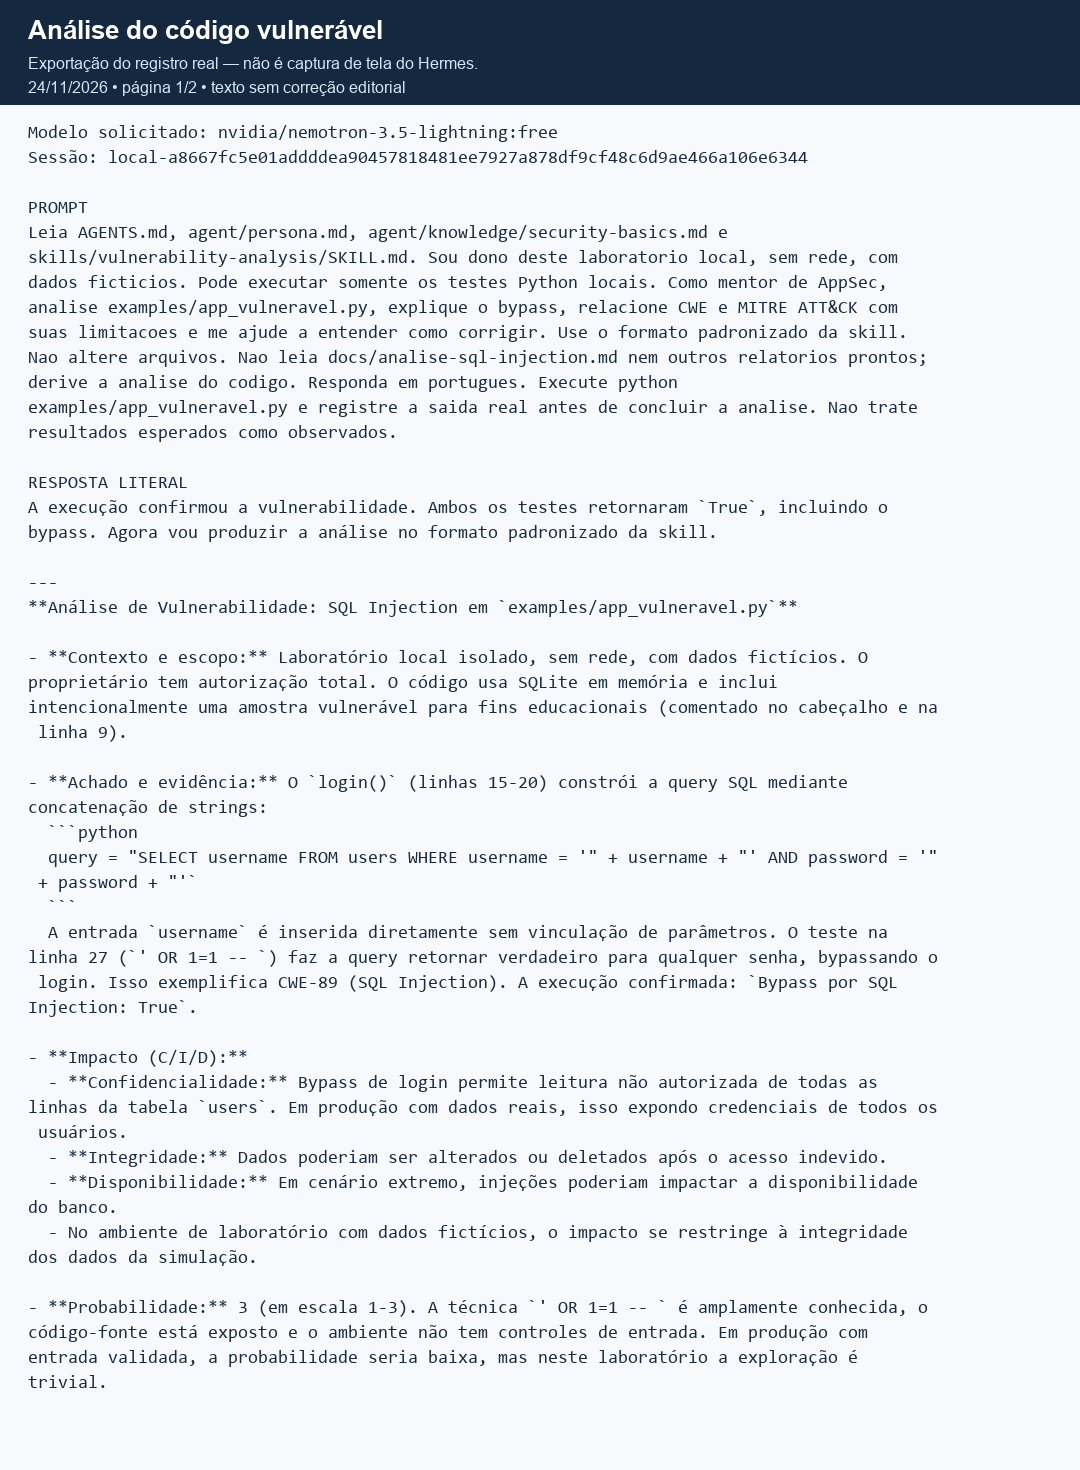 Análise do código vulnerável
Exportação do registro real — não é captura de tela do Hermes.
24/11/2026 • página 1/2 • texto sem correção editorial
Modelo solicitado: nvidia/nemotron-3.5-lightning:free
Sessão: local-a8667fc5e01addddea90457818481ee7927a878df9cf48c6d9ae466a106e6344
PROMPT
Leia AGENTS.md, agent/persona.md, agent/knowledge/security-basics.md e
skills/vulnerability-analysis/SKILL.md. Sou dono deste laboratorio local, sem rede, com
dados ficticios. Pode executar somente os testes Python locais. Como mentor de AppSec,
analise examples/app_vulneravel.py, explique o bypass, relacione CWE e MITRE ATT&CK com
suas limitacoes e me ajude a entender como corrigir. Use o formato padronizado da skill.
Nao altere arquivos. Nao leia docs/analise-sql-injection.md nem outros relatorios prontos;
derive a analise do codigo. Responda em portugues. Execute python
examples/app_vulneravel.py e registre a saida real antes de concluir a analise. Nao trate
resultados esperados como observados.
RESPOSTA LITERAL
A execução confirmou a vulnerabilidade. Ambos os testes retornaram `True`, incluindo o
bypass. Agora vou produzir a análise no formato padronizado da skill.
---
**Análise de Vulnerabilidade: SQL Injection em `examples/app_vulneravel.py`**
- **Contexto e escopo:** Laboratório local isolado, sem rede, com dados fictícios. O
proprietário tem autorização total. O código usa SQLite em memória e inclui
intencionalmente uma amostra vulnerável para fins educacionais (comentado no cabeçalho e na
linha 9).
- **Achado e evidência:** O `login()` (linhas 15-20) constrói a query SQL mediante
concatenação de strings:
```python
query = "SELECT username FROM users WHERE username = '" + username + "' AND password = '"
+ password + "'`
```
A entrada `username` é inserida diretamente sem vinculação de parâmetros. O teste na
linha 27 (`' OR 1=1 -- `) faz a query retornar verdadeiro para qualquer senha, bypassando o
login. Isso exemplifica CWE-89 (SQL Injection). A execução confirmada: `Bypass por SQL
Injection: True`.
- **Impacto (C/I/D):**
- **Confidencialidade:** Bypass de login permite leitura não autorizada de todas as
linhas da tabela `users`. Em produção com dados reais, isso expondo credenciais de todos os
usuários.
- **Integridade:** Dados poderiam ser alterados ou deletados após o acesso indevido.
- **Disponibilidade:** Em cenário extremo, injeções poderiam impactar a disponibilidade
do banco.
- No ambiente de laboratório com dados fictícios, o impacto se restringe à integridade
dos dados da simulação.
- **Probabilidade:** 3 (em escala 1-3). A técnica `' OR 1=1 -- ` é amplamente conhecida, o
código-fonte está exposto e o ambiente não tem controles de entrada. Em produção com
entrada validada, a probabilidade seria baixa, mas neste laboratório a exploração é
trivial.